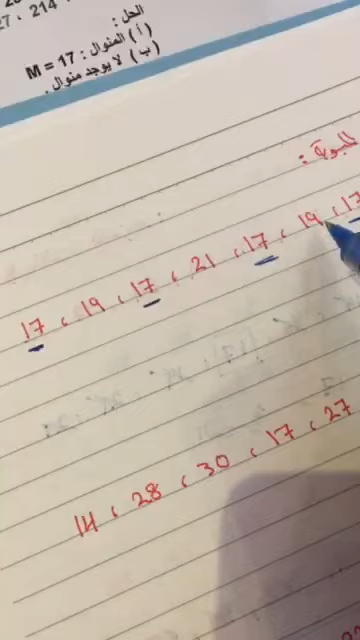 27 ، 214
الحل :
(أ) المنوال : M = 17
(ب) لا يوجد منوال .
للبوية :
17 ، 19 ، 17 ، 21 ، 17 ، 19 ، 17
14 ، 28 ، 30 ، 17 ، 27